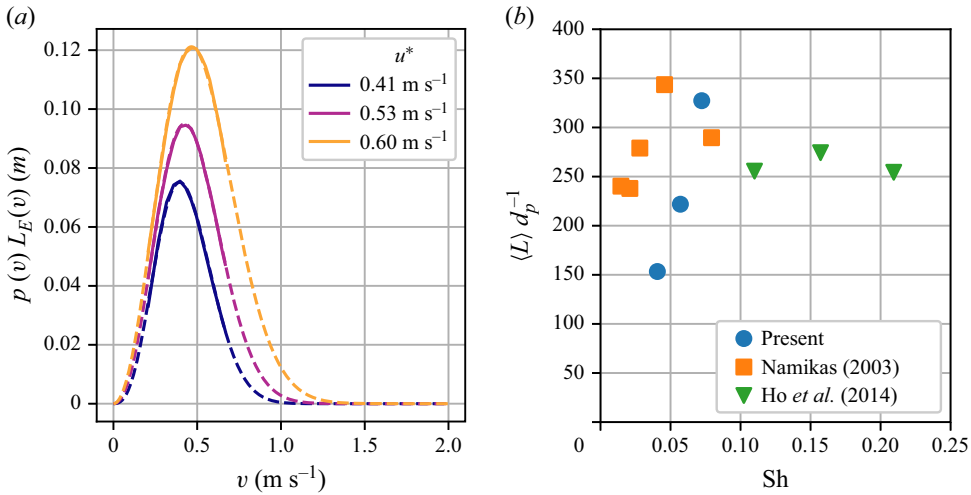 (a)
0.12
0.10
0.08
0.06
0.04
0.02
0
p (v) L_E(v) (m)
u*
0.41 m s⁻¹
0.53 m s⁻¹
0.60 m s⁻¹
0 0.5 1.0 1.5 2.0
v (m s⁻¹)
(b)
400
350
300
250
200
150
400
350
50
⟨L⟩ d_p⁻¹
Present
Namikas (2003)
Ho et al. (2014)
0 0.05 0.10 0.15 0.20 0.25
Sh